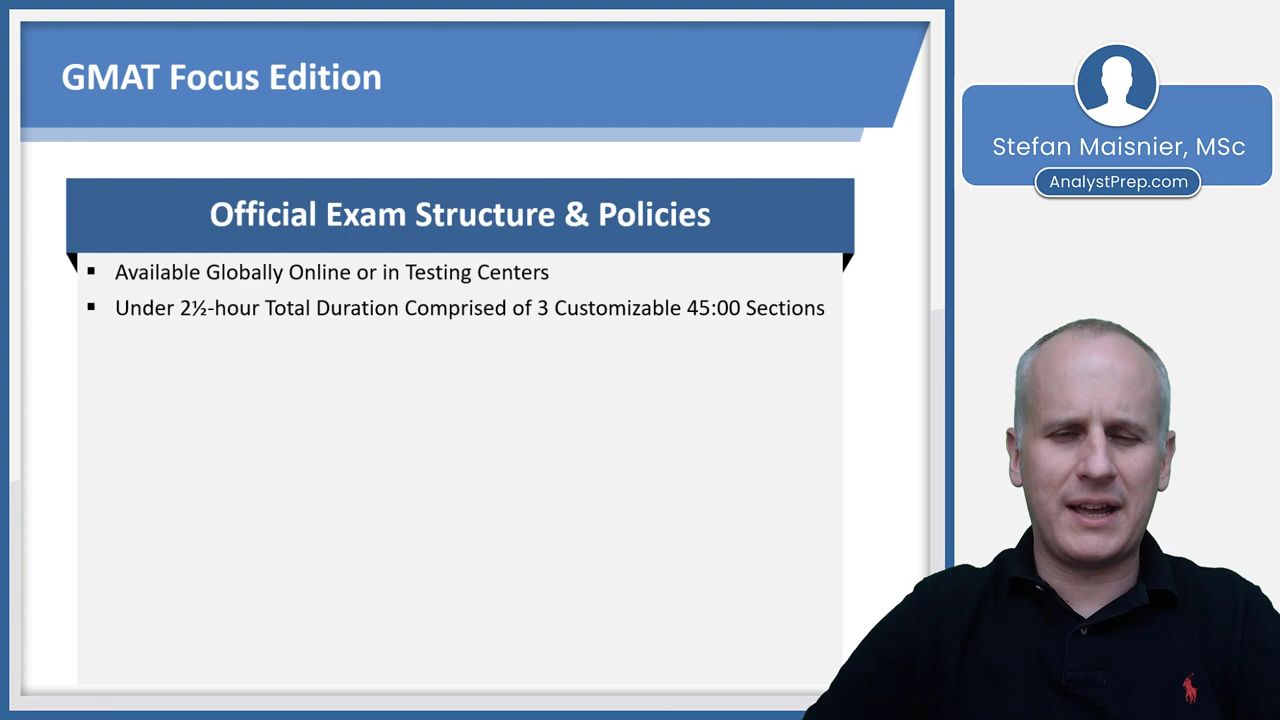 GMAT Focus Edition
Official Exam Structure & Policies
▪ Available Globally Online or in Testing Centers
▪ Under 2½-hour Total Duration Comprised of 3 Customizable 45:00 Sections
Stefan Maisnier, MSc
AnalystPrep.com